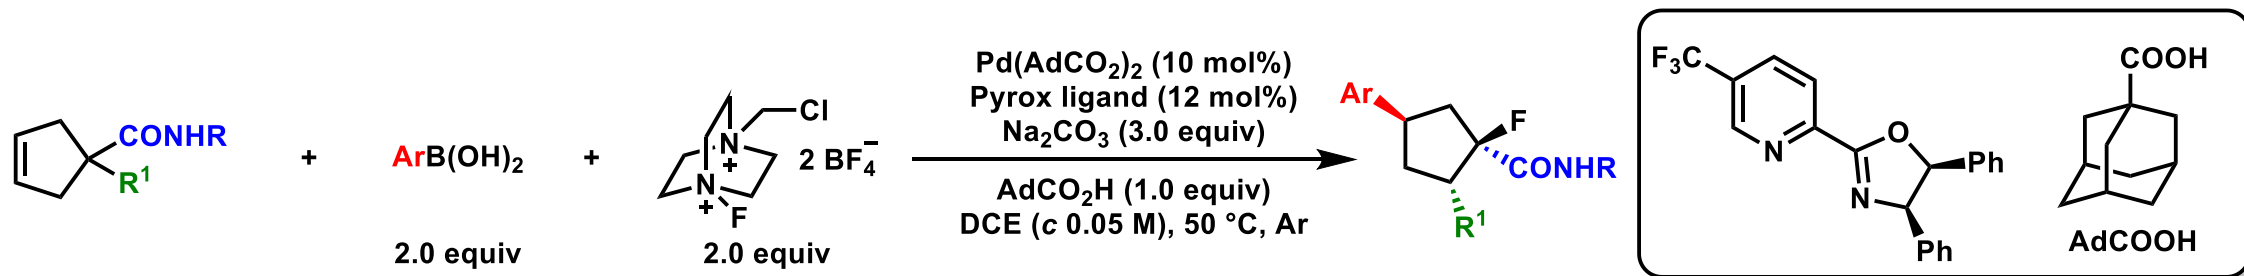 CONHR
R¹
+
ArB(OH)₂
2.0 equiv
+
Cl
N
+
N
+
F
2 BF₄⁻
2.0 equiv
Pd(AdCO₂)₂ (10 mol%)
Pyrox ligand (12 mol%)
Na₂CO₃ (3.0 equiv)
AdCO₂H (1.0 equiv)
DCE (c 0.05 M), 50 °C, Ar
Ar
F
CONHR
R¹
F₃C
N
O
N
Ph
Ph
COOH
AdCOOH